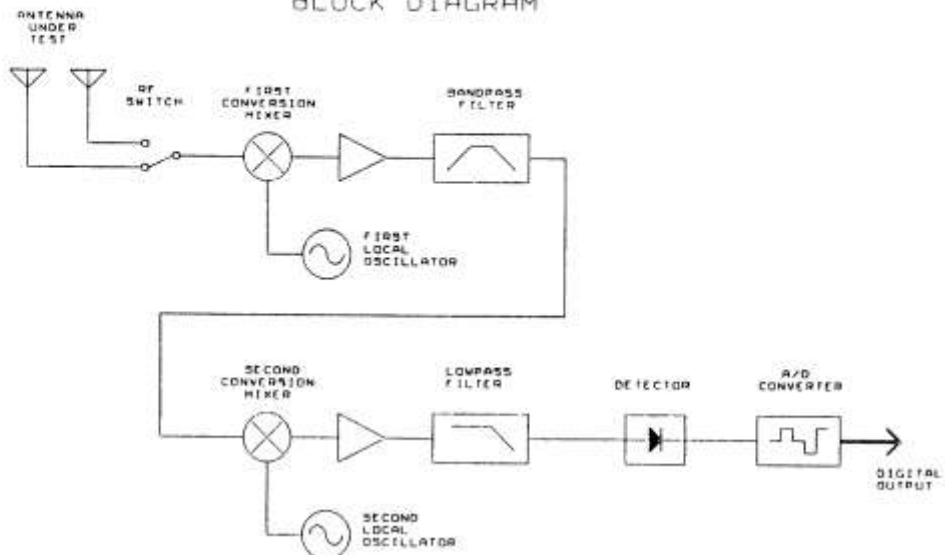 BLOCK DIAGRAM
ANTENNA
UNDER
TEST
RF
SWITCH
FIRST
CONVERSION
MIXER
BANDPASS
FILTER
FIRST
LOCAL
OSCILLATOR
SECOND
CONVERSION
MIXER
LOWPASS
FILTER
DETECTOR
A/D
CONVERTER
DIGITAL
OUTPUT
SECOND
LOCAL
OSCILLATOR